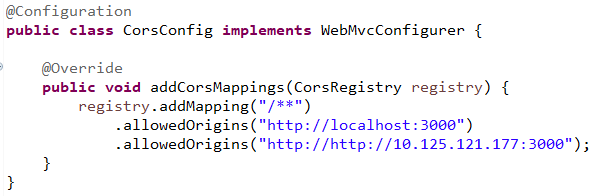 @Configuration
public class CorsConfig implements WebMvcConfigurer {
@Override
public void addCorsMappings(CorsRegistry registry) {
registry.addMapping("/**")
.allowedOrigins("http://localhost:3000")
.allowedOrigins("http://http://10.125.121.177:3000");
}
}